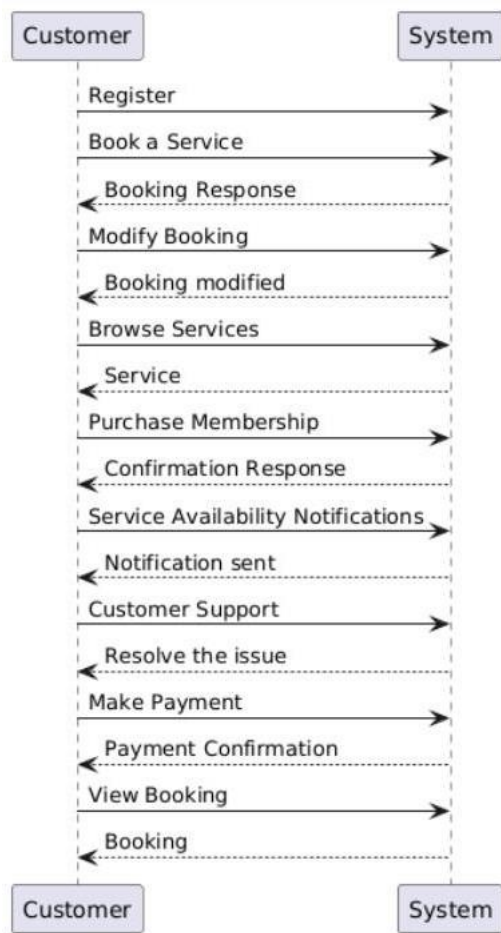 Customer System
Register
Book a Service
Booking Response
Modify Booking
Booking modified
Browse Services
Service
Purchase Membership
Confirmation Response
Service Availability Notifications
Notification sent
Customer Support
Resolve the issue
Make Payment
Payment Confirmation
View Booking
Booking
Customer System